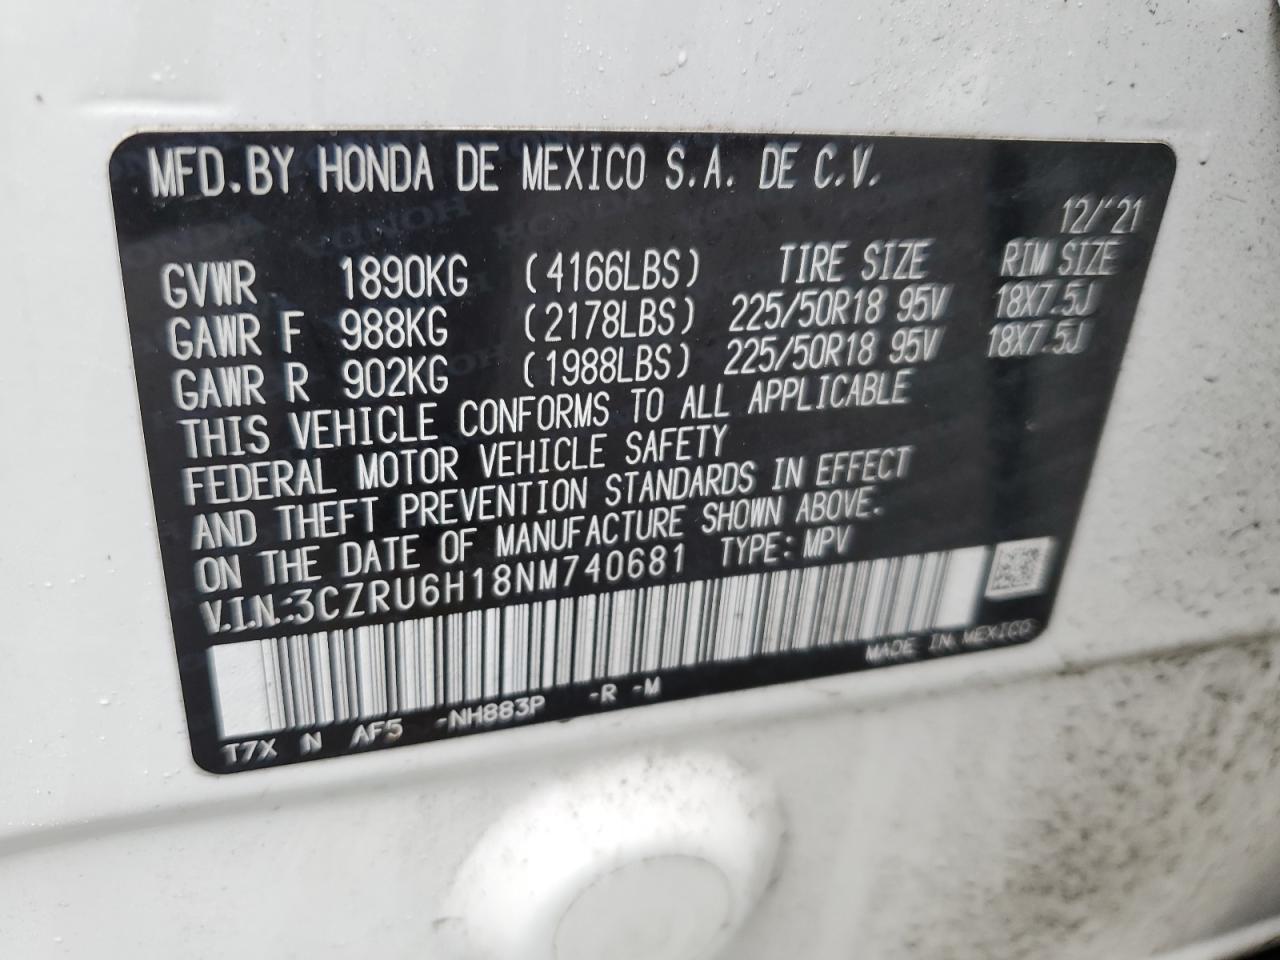 MFD.BY HONDA DE MEXICO S.A. DE C.V.
12/'21
GVWR 1890KG (4166LBS) TIRE SIZE RIM SIZE
GAWR F 988KG (2178LBS) 225/50R18 95V 18X7.5J
GAWR R 902KG (1988LBS) 225/50R18 95V 18X7.5J
THIS VEHICLE CONFORMS TO ALL APPLICABLE
FEDERAL MOTOR VEHICLE SAFETY
AND THEFT PREVENTION STANDARDS IN EFFECT
ON THE DATE OF MANUFACTURE SHOWN ABOVE.
V.I.N.:3CZRU6H18NM740681 TYPE: MPV
MADE IN MEXICO
T7X N AF5 -NH883P -R -M